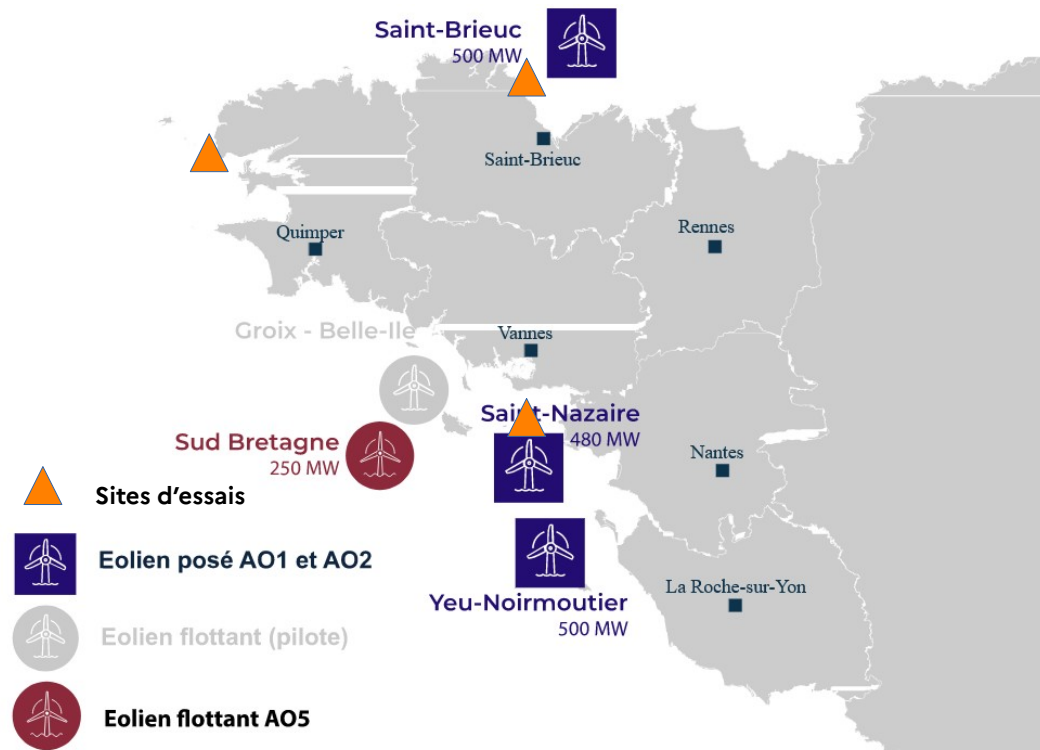 Saint-Brieuc
500 MW
Saint-Brieuc
Quimper
Rennes
Groix - Belle-Ile
Vannes
Saint-Nazaire
480 MW
Sud Bretagne
250 MW
Nantes
Sites d'essais
Eolien posé AO1 et AO2
La Roche-sur-Yon
Yeu-Noirmoutier
500 MW
Eolien flottant (pilote)
Eolien flottant AO5